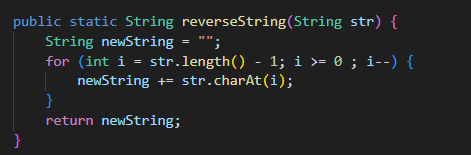 public static String reverseString(String str) {
    String newString = "";
    for (int i = str.length() - 1; i >= 0 ; i--) {
        newString += str.charAt(i);
    }
    return newString;
}